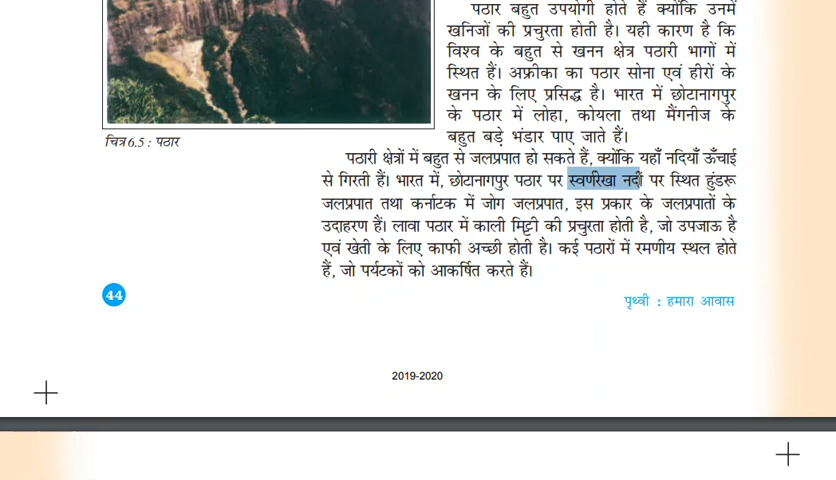 पठार बहुत उपयोगी होते हैं क्योंकि उनमें
खनिजों की प्रचुरता होती है। यही कारण है कि
विश्व के बहुत से खनन क्षेत्र पठारी भागों में
स्थित हैं। अफ्रीका का पठार सोना एवं हीरों के
खनन के लिए प्रसिद्ध है। भारत में छोटानागपुर
के पठार में लोहा, कोयला तथा मैंगनीज के
बहुत बड़े भंडार पाए जाते हैं।
चित्र 6.5 : पठार
पठारी क्षेत्रों में बहुत से जलप्रपात हो सकते हैं, क्योंकि यहाँ नदियाँ ऊँचाई
से गिरती हैं। भारत में, छोटानागपुर पठार पर स्वर्णरेखा नदी पर स्थित हुंडरू
जलप्रपात तथा कर्नाटक में जोग जलप्रपात, इस प्रकार के जलप्रपातों के
उदाहरण हैं। लावा पठार में काली मिट्टी की प्रचुरता होती है, जो उपजाऊ है
एवं खेती के लिए काफी अच्छी होती है। कई पठारों में रमणीय स्थल होते
हैं, जो पर्यटकों को आकर्षित करते हैं।
44
पृथ्वी : हमारा आवास
2019-2020